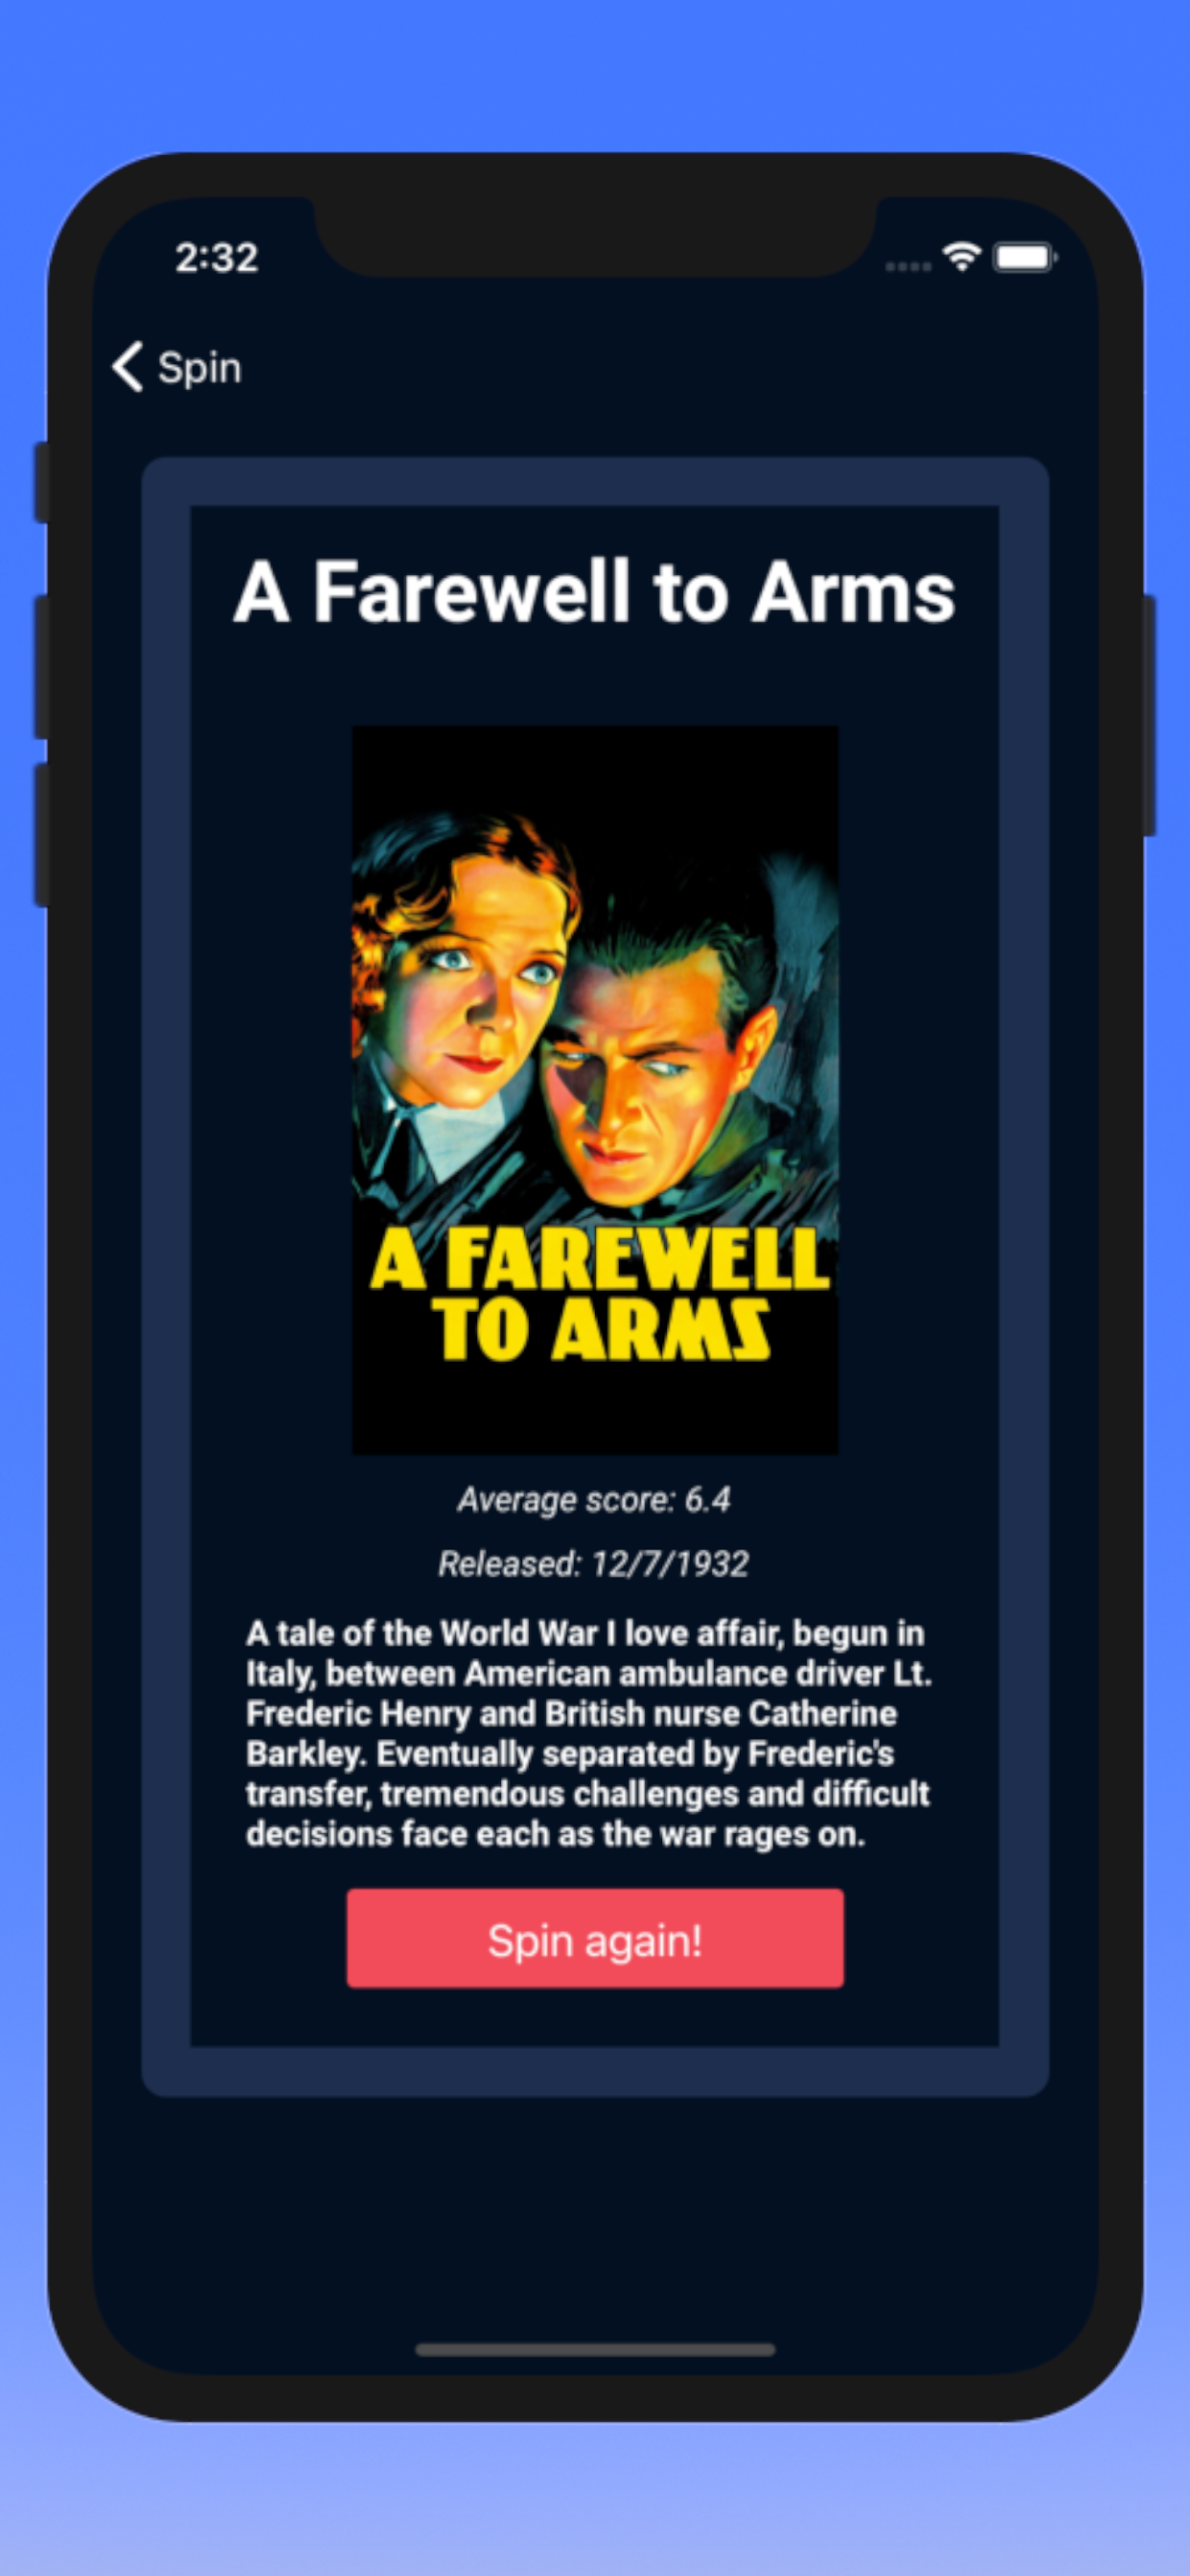 2:32
Spin
A Farewell to Arms
A FAREWELL
TO ARMS
Average score: 6.4
Released: 12/7/1932
A tale of the World War I love affair, begun in
Italy, between American ambulance driver Lt.
Frederic Henry and British nurse Catherine
Barkley. Eventually separated by Frederic's
transfer, tremendous challenges and difficult
decisions face each as the war rages on.
Spin again!